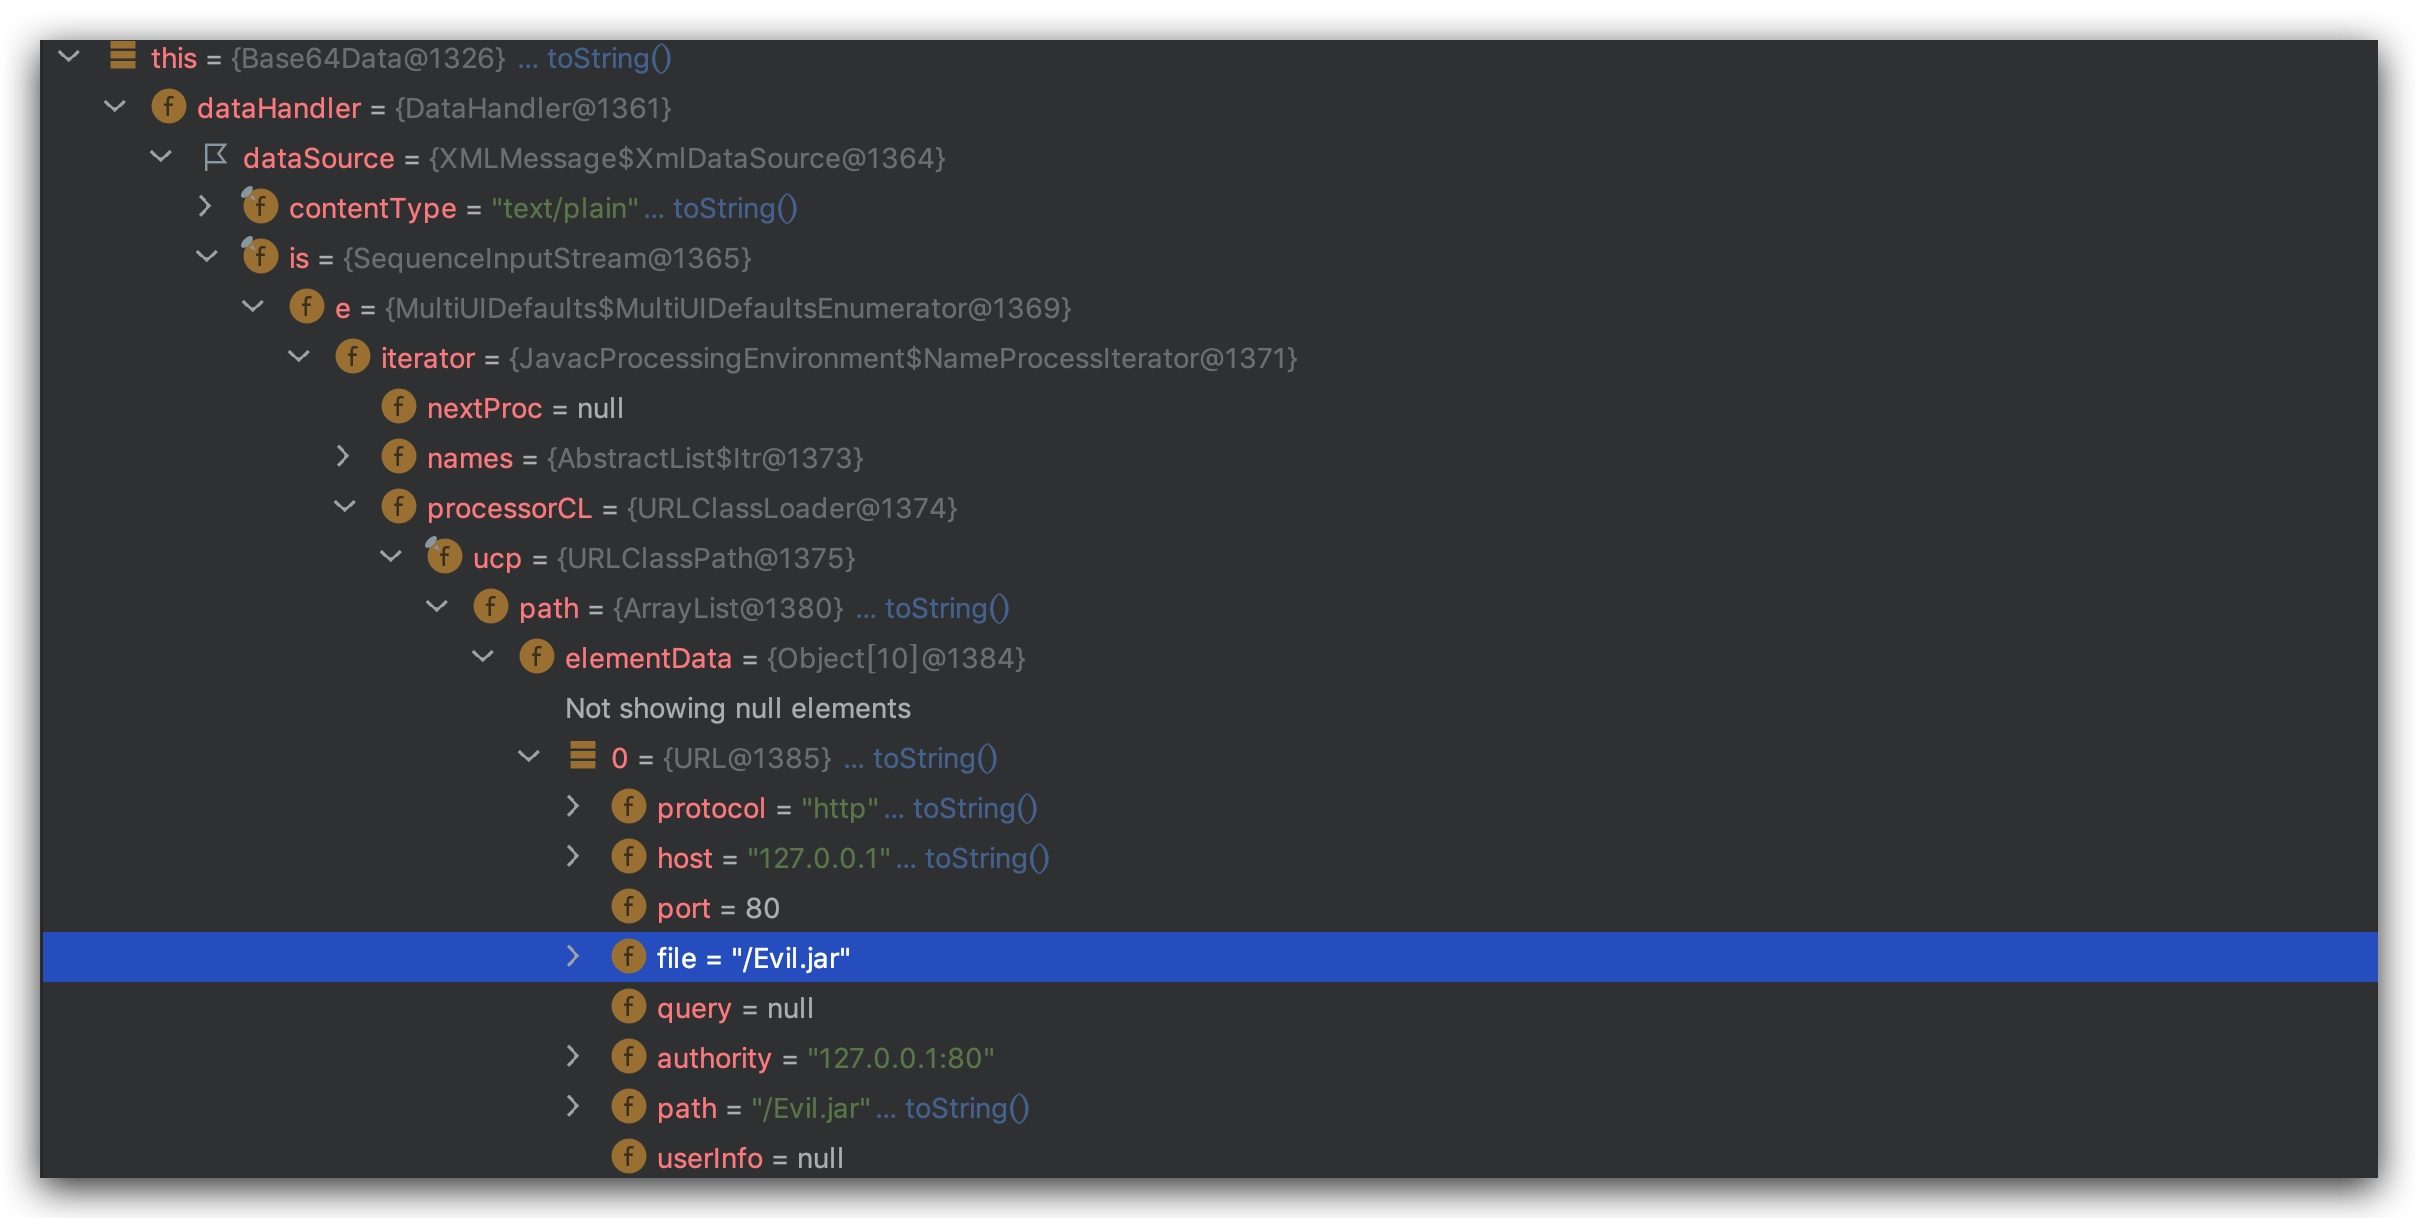 this = {Base64Data@1326} ... toString()
f dataHandler = {DataHandler@1361}
dataSource = {XMLMessage$XmlDataSource@1364}
f contentType = "text/plain" ... toString()
f is = {SequenceInputStream@1365}
f e = {MultiUIDefaults$MultiUIDefaultsEnumerator@1369}
f iterator = {JavacProcessingEnvironment$NameProcessIterator@1371}
f nextProc = null
f names = {AbstractList$Itr@1373}
f processorCL = {URLClassLoader@1374}
f ucp = {URLClassPath@1375}
f path = {ArrayList@1380} ... toString()
f elementData = {Object[10]@1384}
Not showing null elements
0 = {URL@1385} ... toString()
f protocol = "http" ... toString()
f host = "127.0.0.1" ... toString()
f port = 80
f file = "/Evil.jar"
f query = null
f authority = "127.0.0.1:80"
f path = "/Evil.jar" ... toString()
f userInfo = null